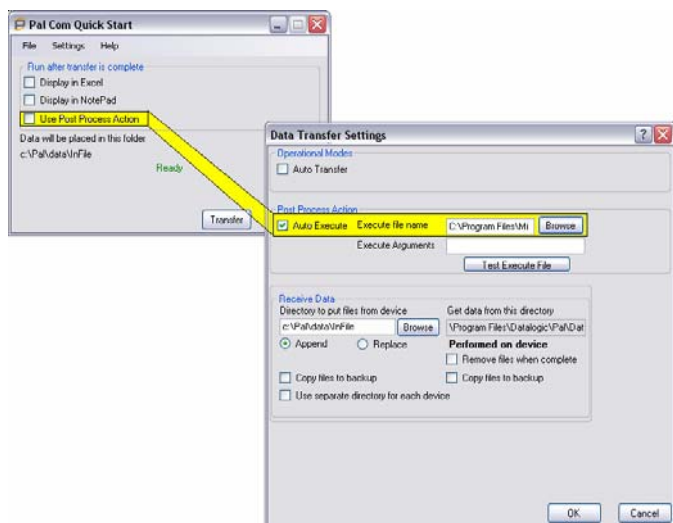 Pal Com Quick Start
File Settings Help
Run after transfer is complete
Display in Excel
Display in NotePad
Use Post Process Action
Data will be placed in this folder
c:\Pal\data\InFile
Ready
Transfer
Data Transfer Settings
Operational Modes
Auto Transfer
Post Process Action
Auto Execute Execute file name C:\Program Files\Mi Browse
Execute Arguments
Test Execute File
Receive Data
Directory to put files from device Get data from this directory
c:\Pal\data\InFile Browse \Program Files\Datalogic\Pal\Dat
Append Replace Performed on device
Remove files when complete
Copy files to backup Copy files to backup
Use separate directory for each device
OK Cancel